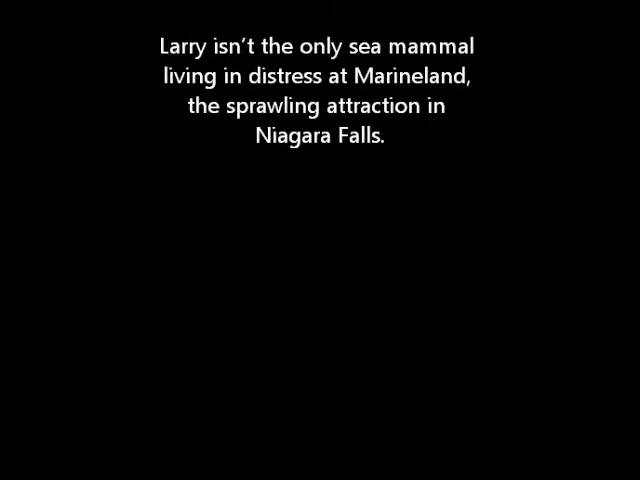 Larry isn’t the only sea mammal
living in distress at Marineland,
the sprawling attraction in
Niagara Falls.